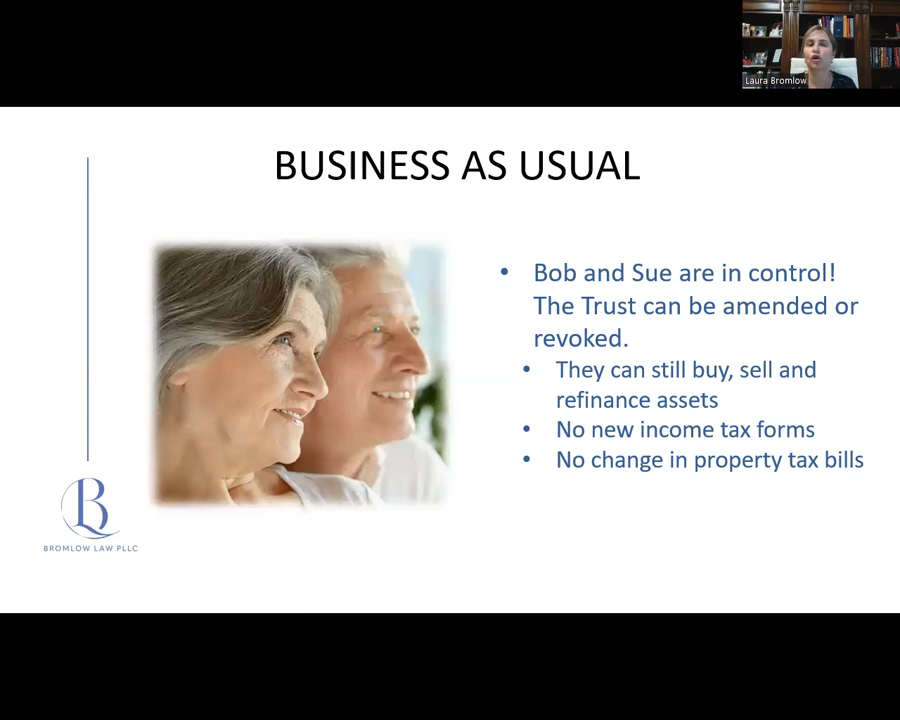 Laura Bromlow
BUSINESS AS USUAL
• Bob and Sue are in control!
The Trust can be amended or
revoked.
• They can still buy, sell and
refinance assets
• No new income tax forms
• No change in property tax bills
B
BROMLOW LAW PLLC